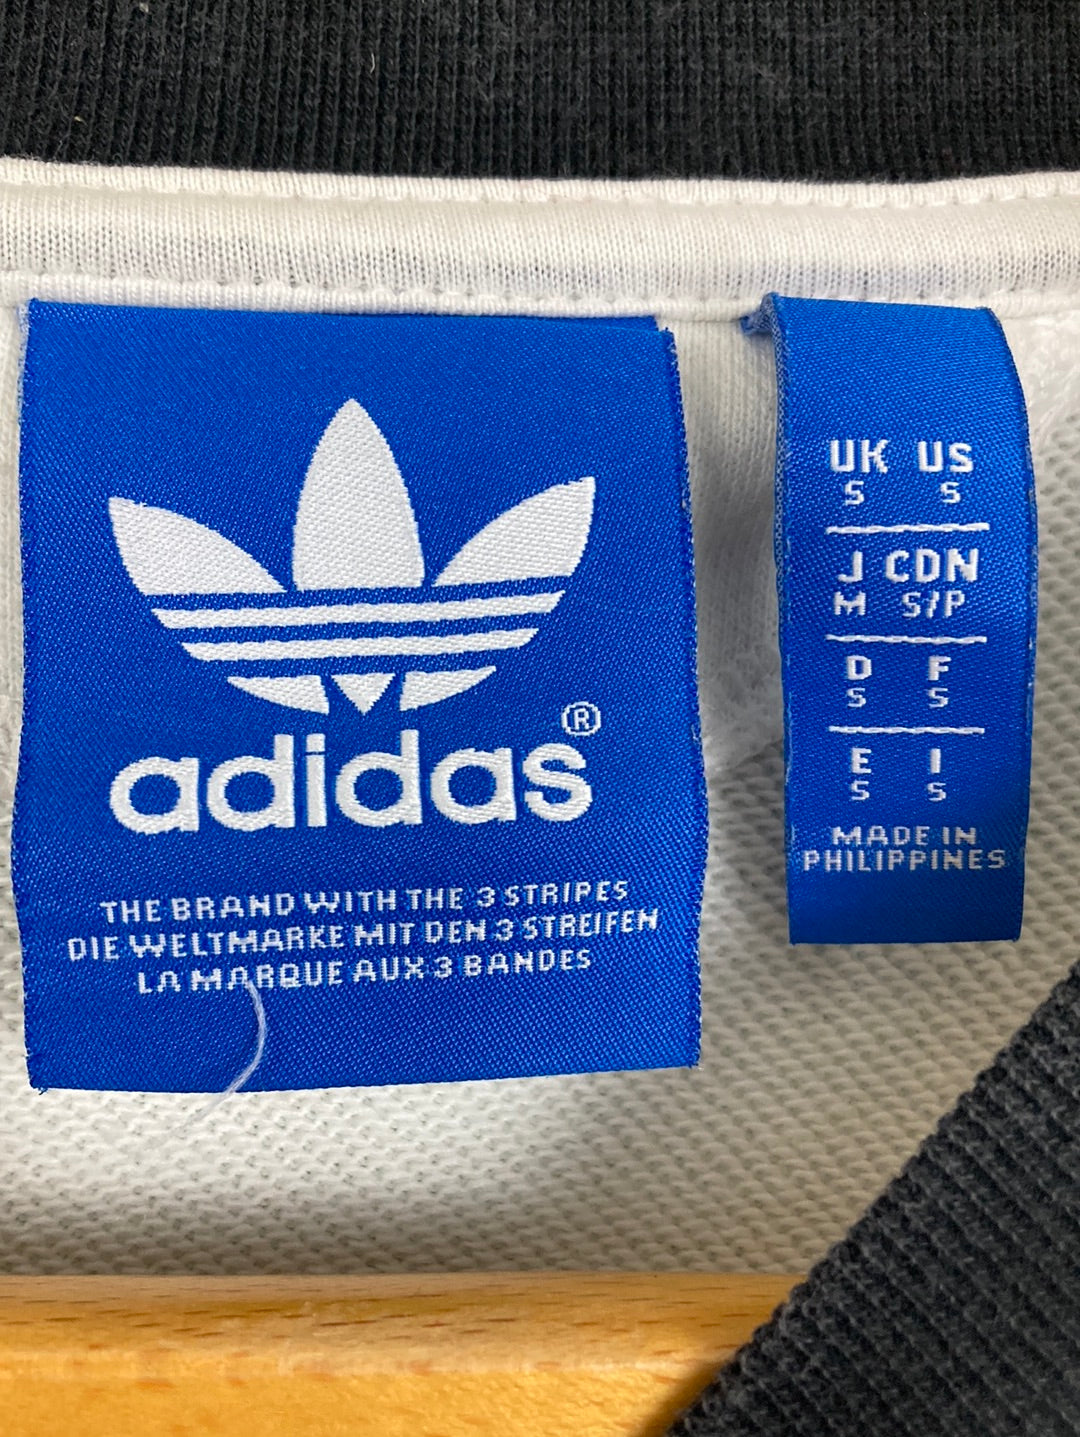 adidas®
THE BRAND WITH THE 3 STRIPES
DIE WELTMARKE MIT DEN 3 STREIFEN
LA MARQUE AUX 3 BANDES
UK US
S S
J CDN
M S/P
D F
S S
E I
S S
MADE IN
PHILIPPINES